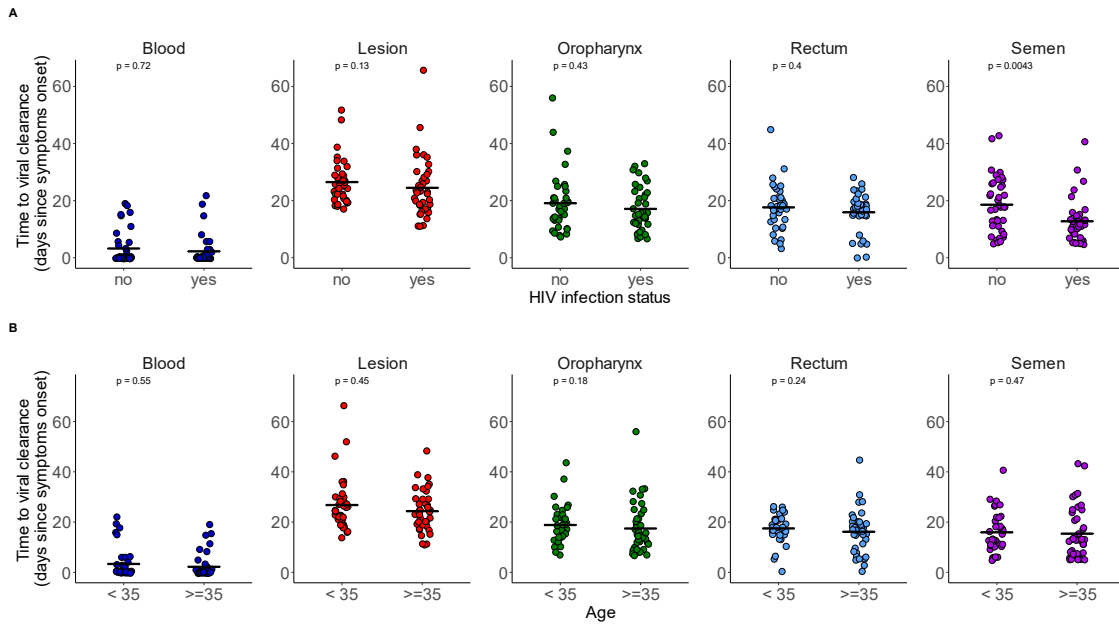 A
Blood Lesion Oropharynx Rectum Semen
p = 0.72 p = 0.13 p = 0.43 p = 0.4 p = 0.0043
Time to viral clearance
(days since symptoms onset)
60 60 60 60 60
40 40 40 40 40
20 20 20 20 20
0 0 0 0 0
no yes no yes no yes no yes no yes
HIV infection status
B
Blood Lesion Oropharynx Rectum Semen
p = 0.55 p = 0.45 p = 0.18 p = 0.24 p = 0.47
Time to viral clearance
(days since symptoms onset)
60 60 60 60 60
40 40 40 40 40
20 20 20 20 20
0 0 0 0 0
< 35 >=35 < 35 >=35 < 35 >=35 < 35 >=35 < 35 >=35
Age